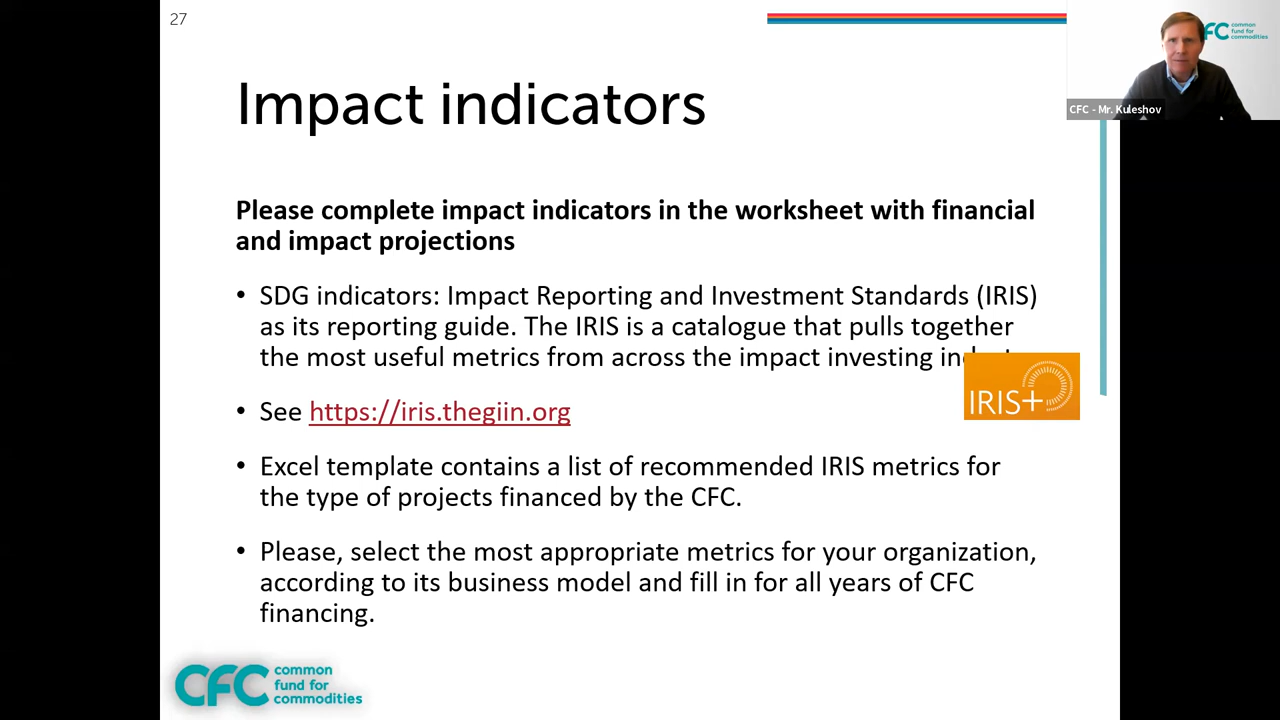 27
FC common
fund for
commodities
CFC - Mr. Kuleshov
Impact indicators
Please complete impact indicators in the worksheet with financial
and impact projections
• SDG indicators: Impact Reporting and Investment Standards (IRIS)
as its reporting guide. The IRIS is a catalogue that pulls together
the most useful metrics from across the impact investing
IRIS+
• See https://iris.thegiin.org
• Excel template contains a list of recommended IRIS metrics for
the type of projects financed by the CFC.
• Please, select the most appropriate metrics for your organization,
according to its business model and fill in for all years of CFC
financing.
CFC common
fund for
commodities